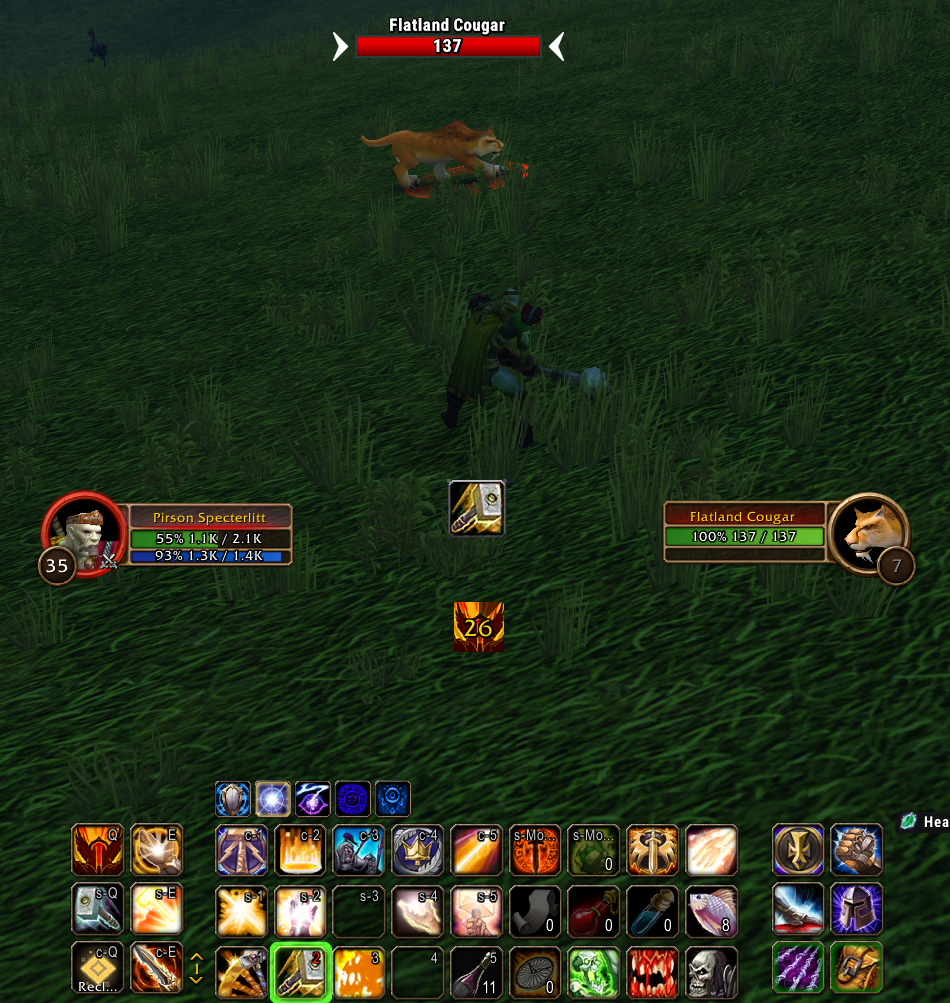 Flatland Cougar
137
Pirson Specterlitt
55% 1.1K / 2.1K
93% 1.3K / 1.4K
35
Flatland Cougar
100% 137 / 137
7
26
Hea
Q
E
c-1
c-2
c-3
c-4
c-5
s-Mo...
s-Mo...
0
s-Q
s-E
s-1
s-2
s-3
s-4
s-5
0
0
0
8
c-Q
Recl...
c-E
1
2
3
4
5
11
0